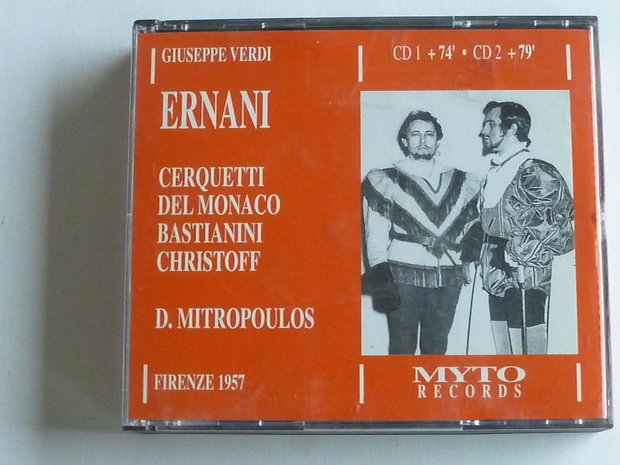 GIUSEPPE VERDI
CD 1 + 74' • CD 2 + 79'
ERNANI
CERQUETTI
DEL MONACO
BASTIANINI
CHRISTOFF
D. MITROPOULOS
FIRENZE 1957
MYTO
RECORDS